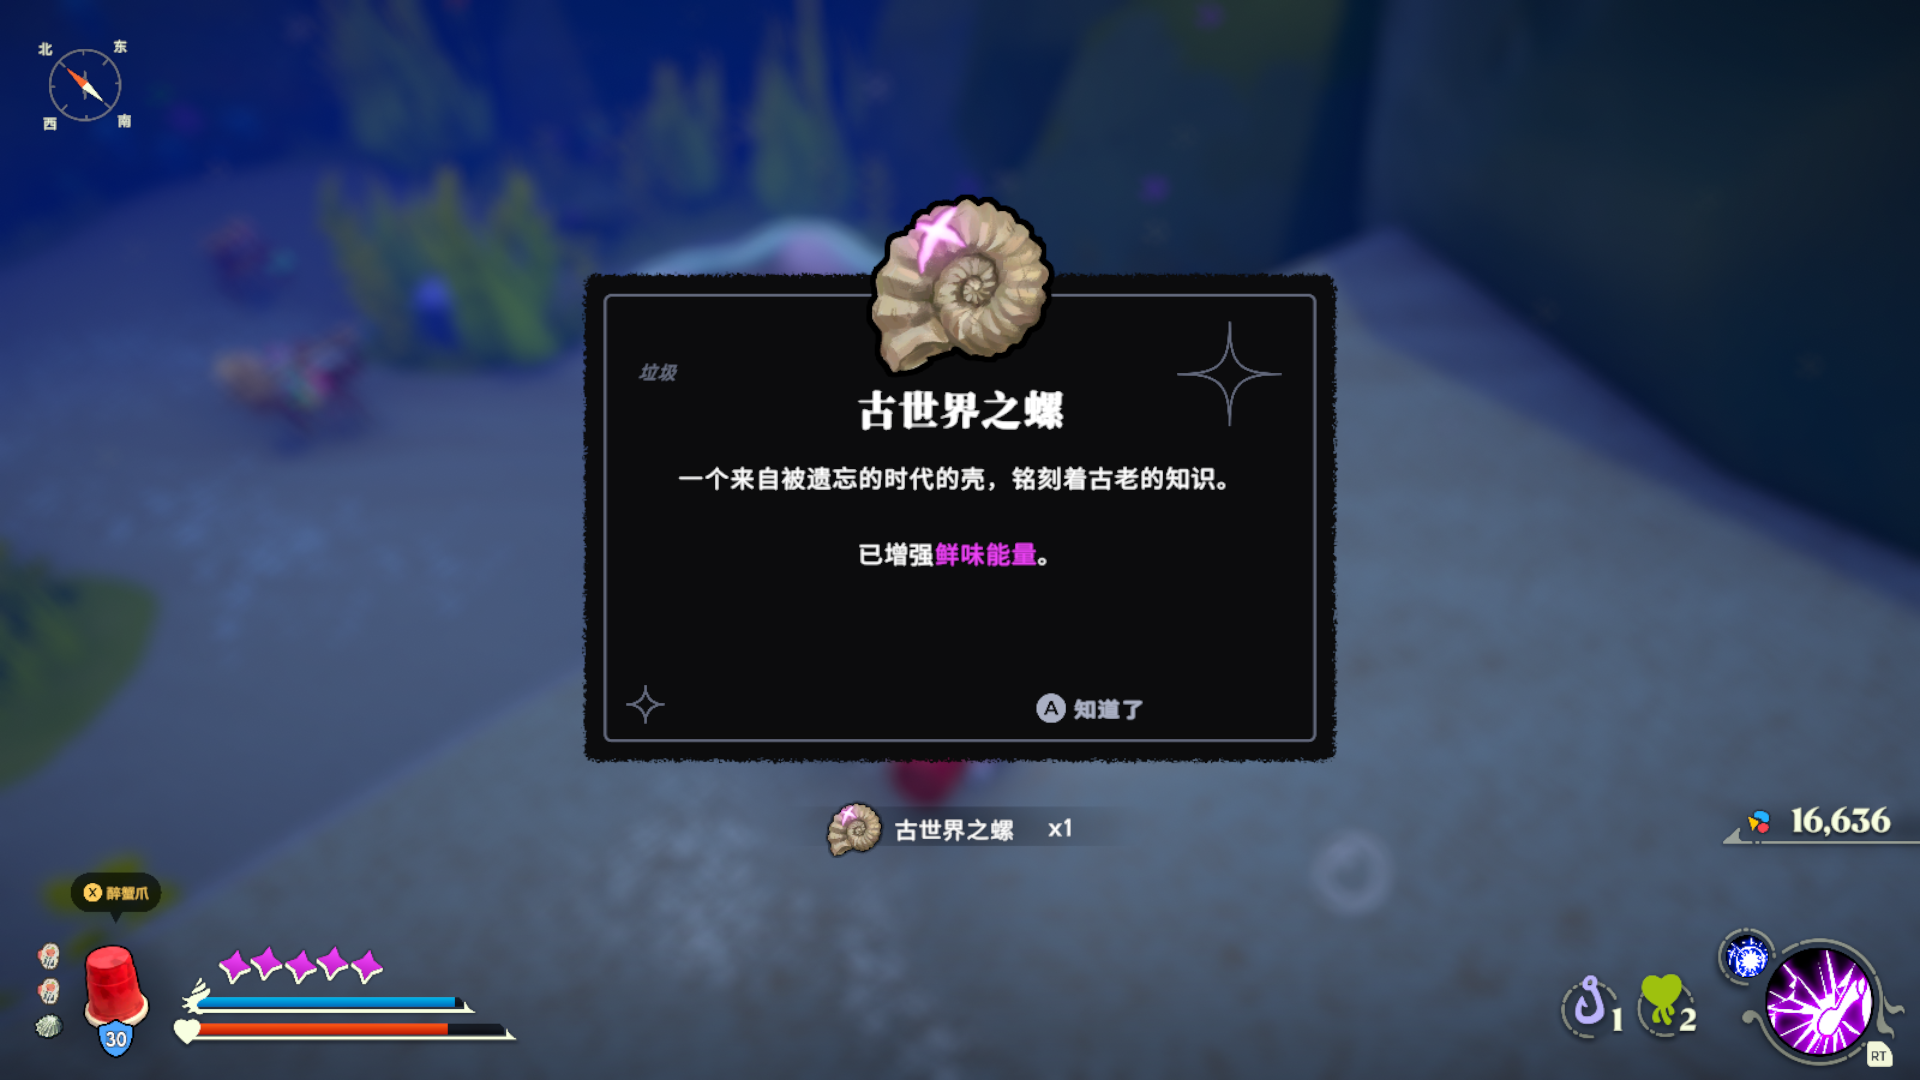 北 东
西 南
垃圾
古世界之螺
一个来自被遗忘的时代的壳，铭刻着古老的知识。
已增强鲜味能量。
A 知道了
古世界之螺 x1
16,636
X 醉蟹爪
30
1
2
RT